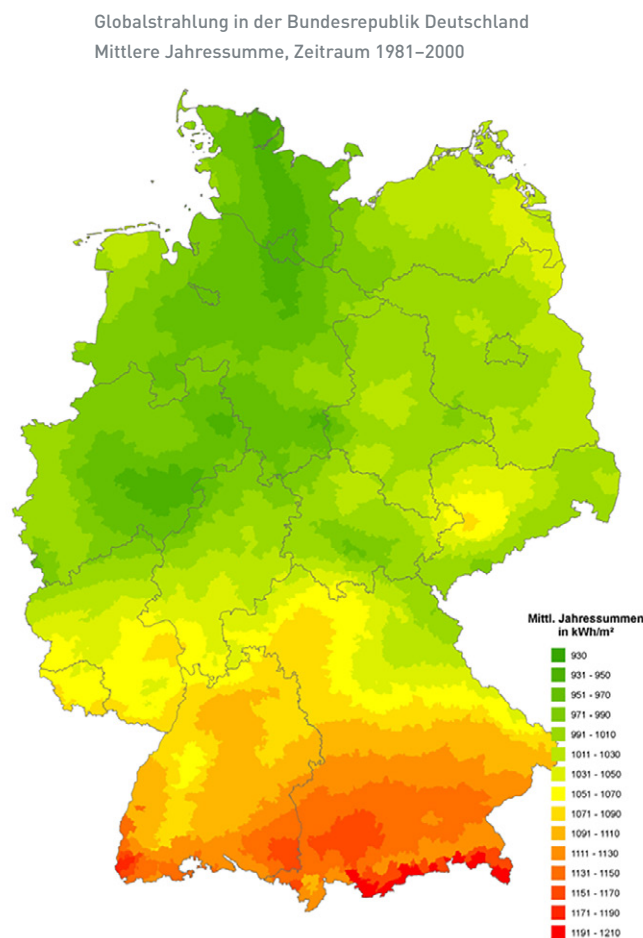 Globalstrahlung in der Bundesrepublik Deutschland
Mittlere Jahressumme, Zeitraum 1981–2000
Mittl. Jahressummen
in kWh/m²
930
931 - 950
951 - 970
971 - 990
991 - 1010
1011 - 1030
1031 - 1050
1051 - 1070
1071 - 1090
1091 - 1110
1111 - 1130
1131 - 1150
1151 - 1170
1171 - 1190
1191 - 1210